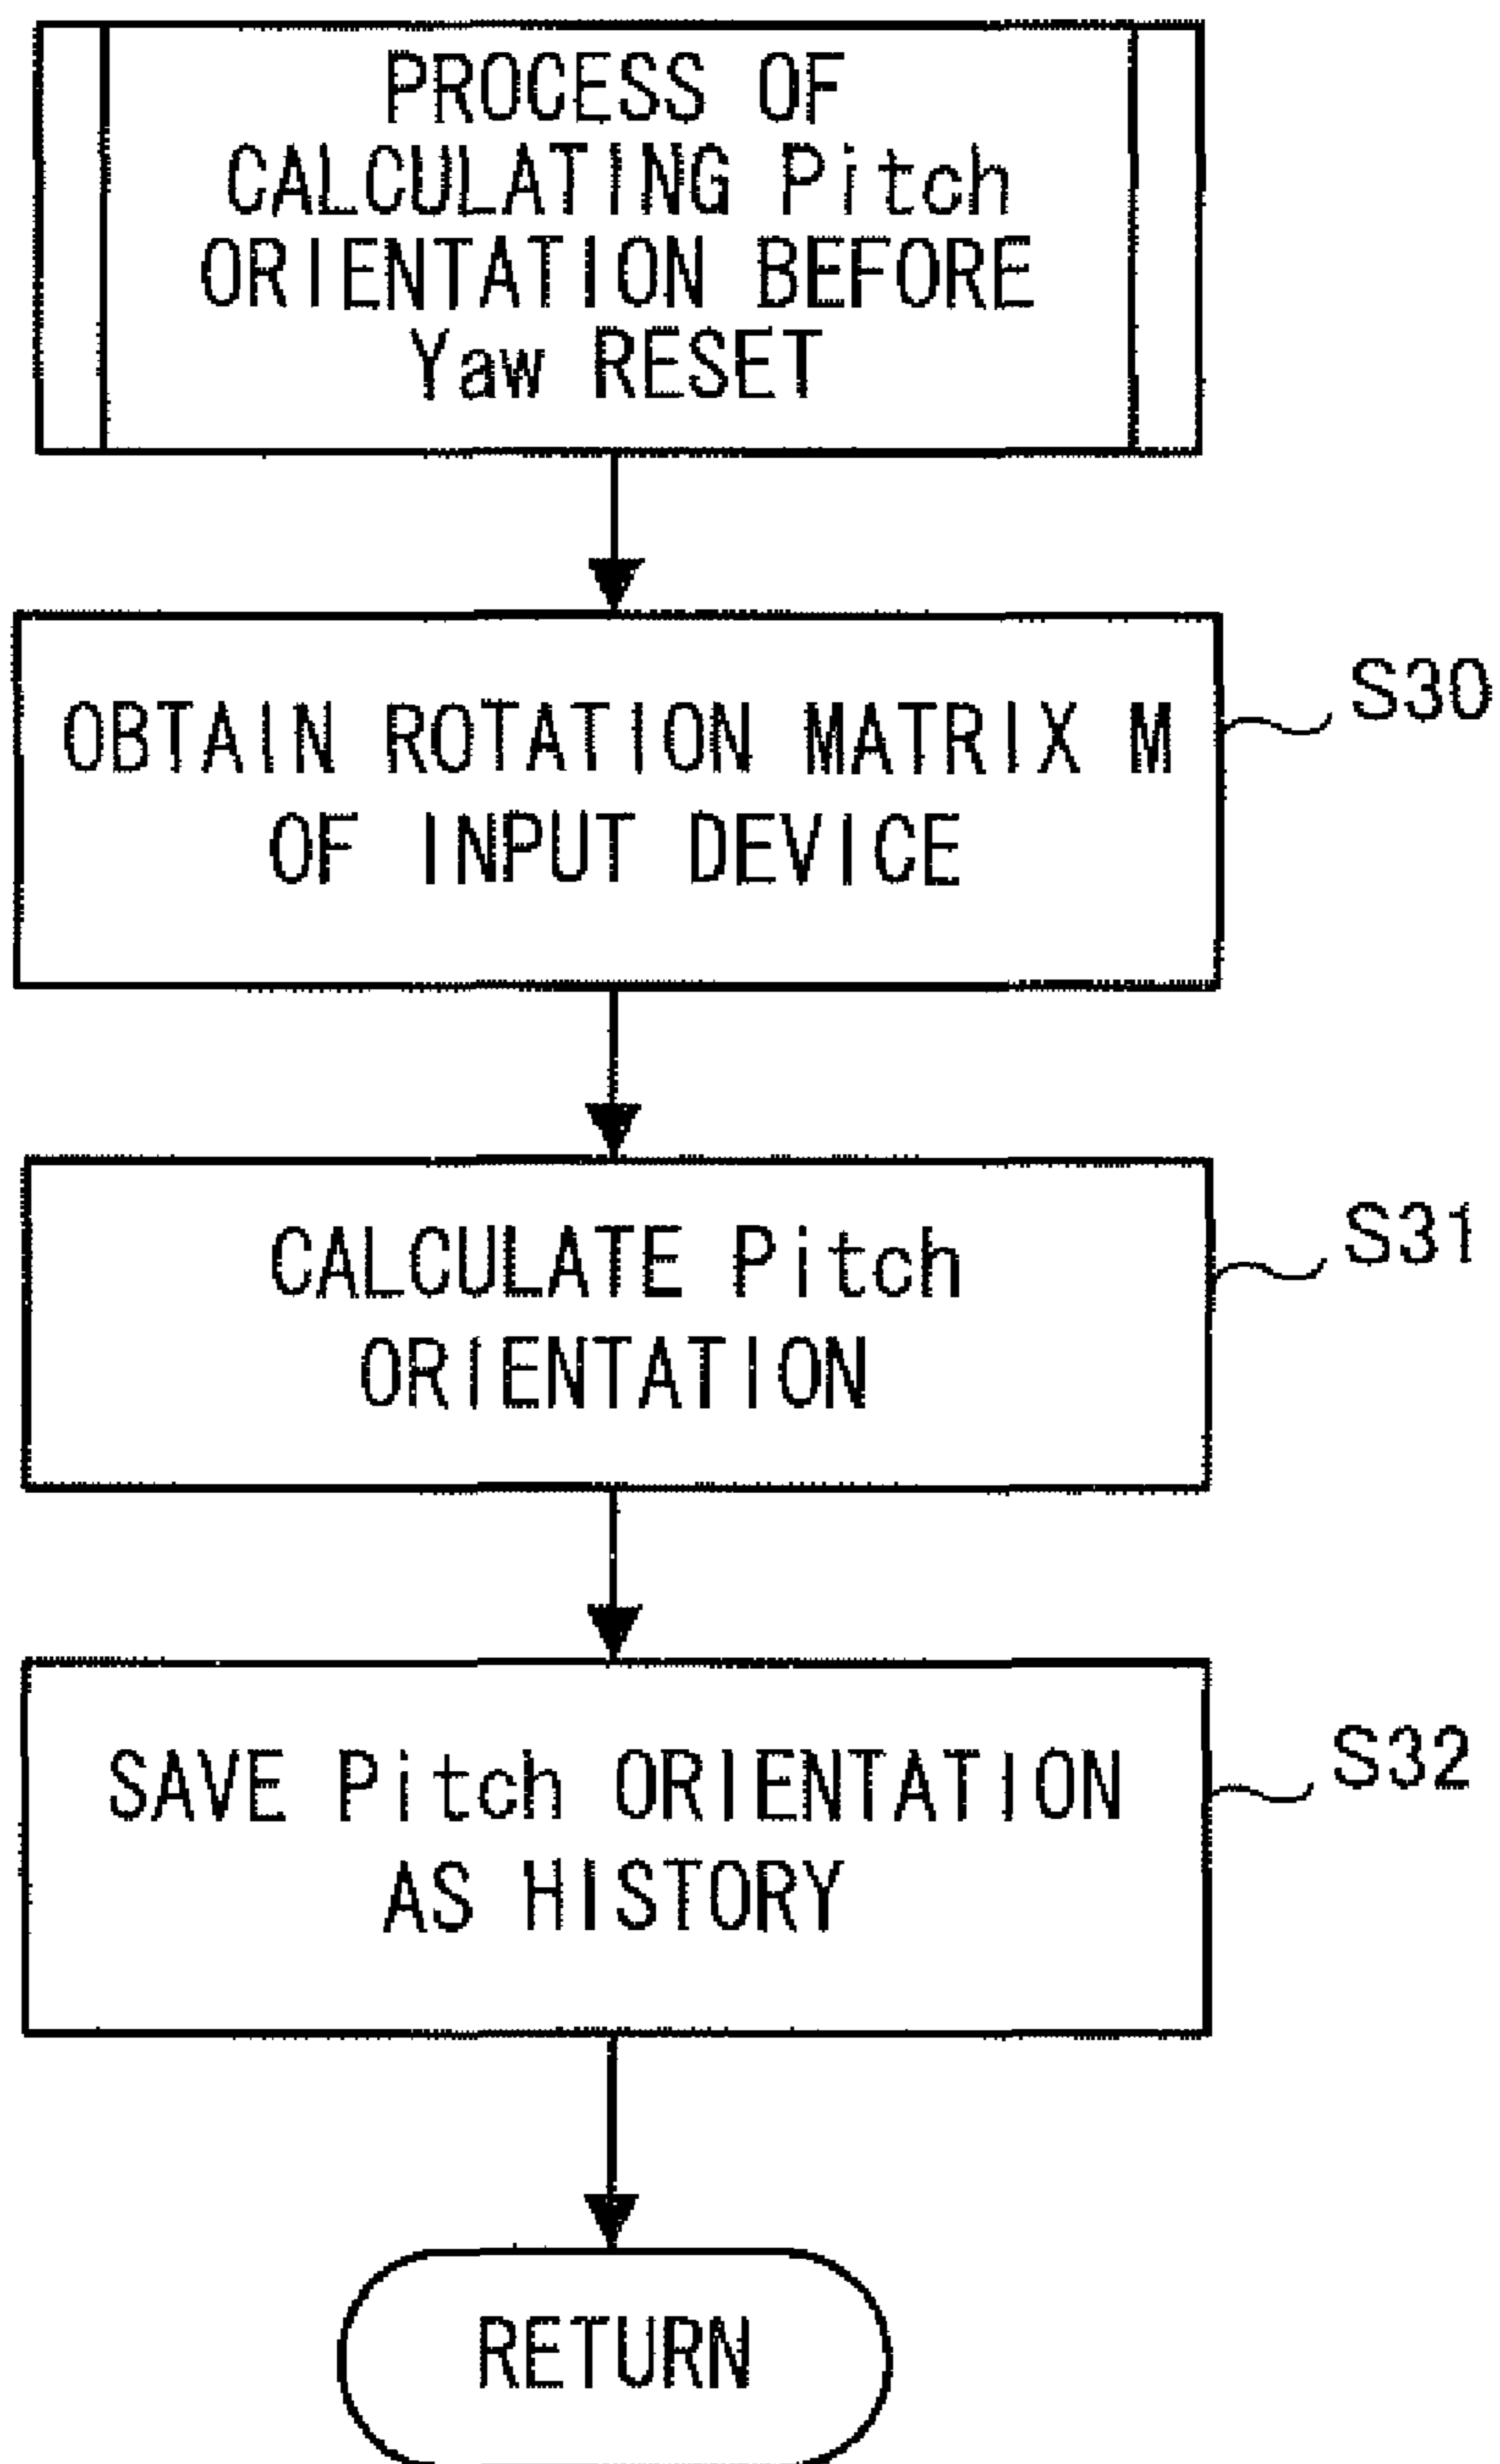 PROCESS OF
CALCULATING Pitch
ORIENTATION BEFORE
Yaw RESET
OBTAIN ROTATION MATRIX M
OF INPUT DEVICE
S30
CALCULATE Pitch
ORIENTATION
S31
SAVE Pitch ORIENTATION
AS HISTORY
S32
RETURN